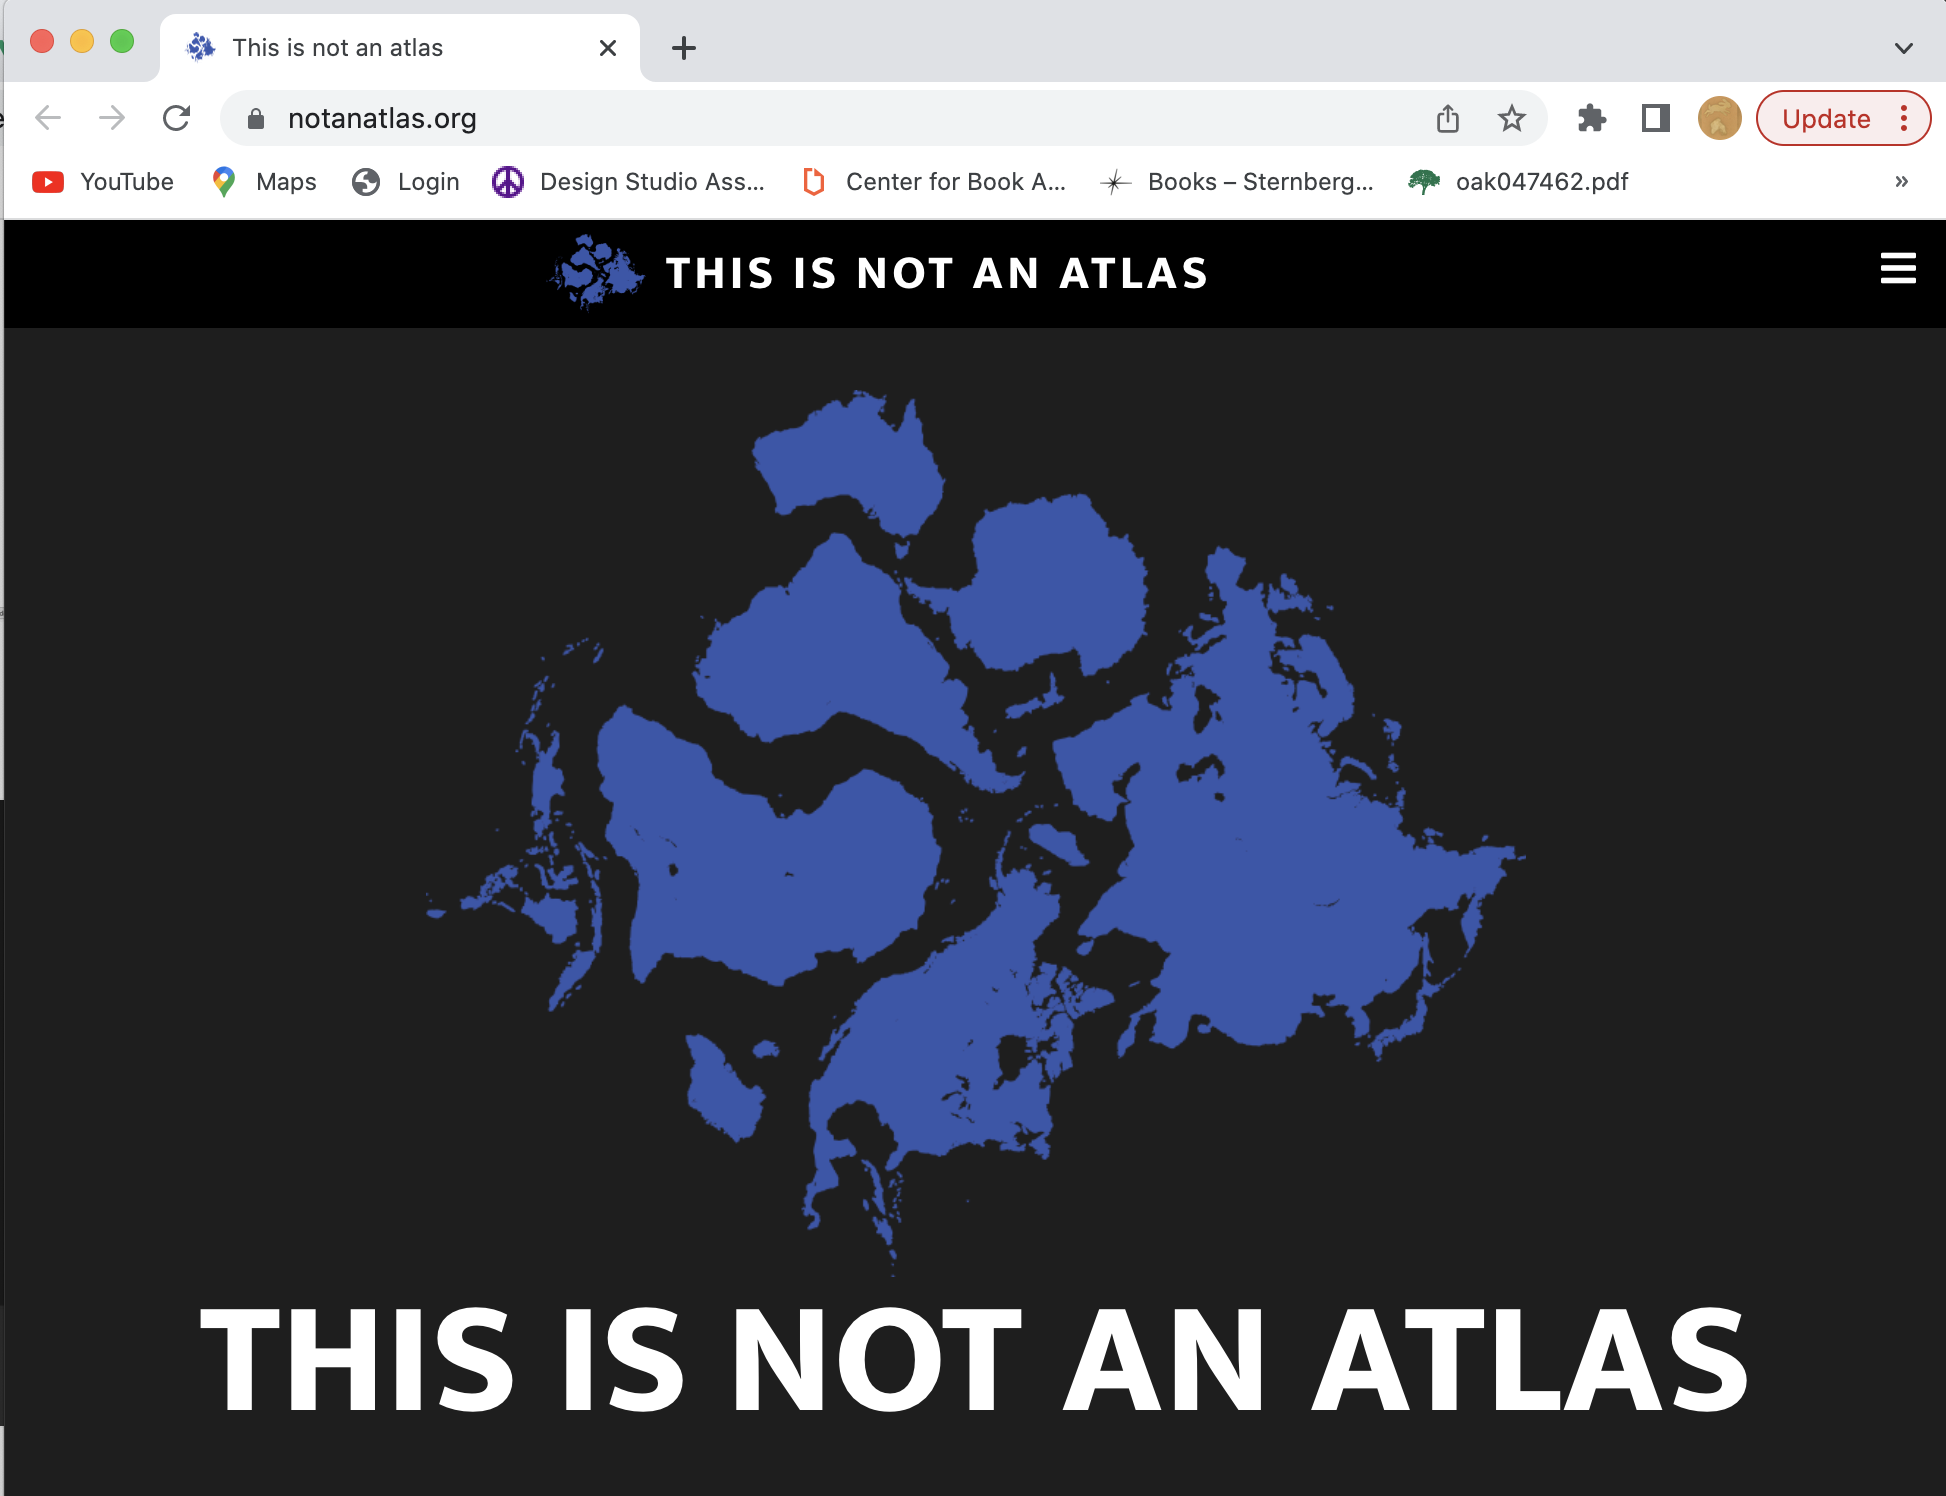 This is not an atlas
notanatlas.org
Update
YouTube
Maps
Login
Design Studio Ass...
Center for Book A...
Books – Sternberg...
oak047462.pdf
»
THIS IS NOT AN ATLAS
THIS IS NOT AN ATLAS